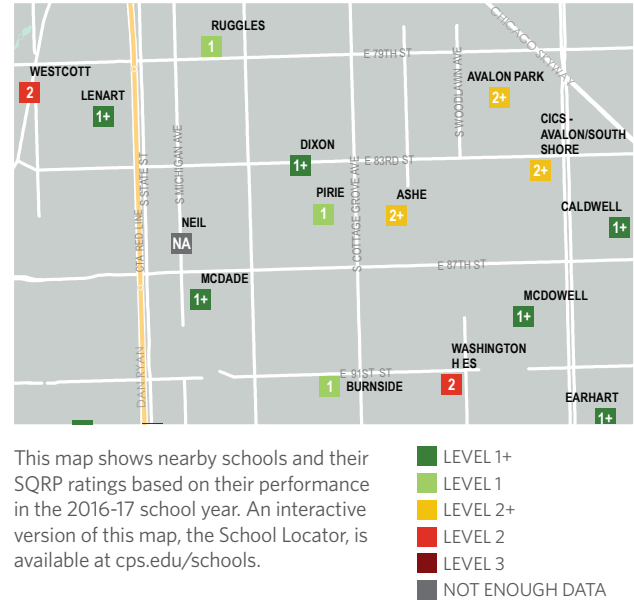 RUGGLES
1
E 79TH ST
CHICAGO SKYWAY
WESTCOTT
2
LENART
1+
S STATE ST
S MICHIGAN AVE
S WOODLAWN AVE
AVALON PARK
2+
CICS -
AVALON/SOUTH
SHORE
2+
DIXON
1+
E 83RD ST
PIRIE
1
S COTTAGE GROVE AVE
ASHE
2+
CALDWELL
1+
NEIL
NA
CTA RED LINE
E 87TH ST
MCDADE
1+
MCDOWELL
1+
WASHINGTON
H ES
2
E 91ST ST
1
BURNSIDE
DAN RYAN
EARHART
1+
This map shows nearby schools and their
SQRP ratings based on their performance
in the 2016-17 school year. An interactive
version of this map, the School Locator, is
available at cps.edu/schools.
LEVEL 1+
LEVEL 1
LEVEL 2+
LEVEL 2
LEVEL 3
NOT ENOUGH DATA